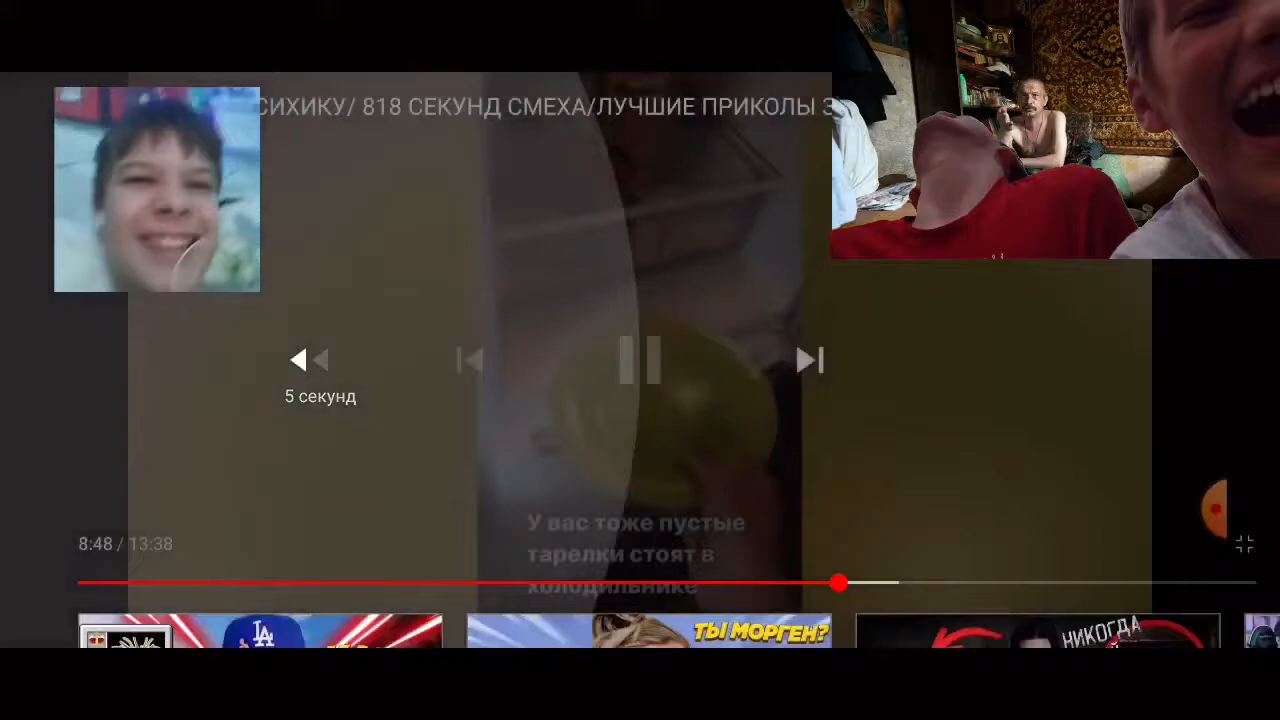 СИХИКУ/ 818 СЕКУНД СМЕХА/ЛУЧШИЕ ПРИКОЛЫ З
5 секунд
У вас тоже пустые
тарелки стоят в
холодильнике
8:48 / 13:38
LA
ТЫ МОРГЕН?
НИКОГДА